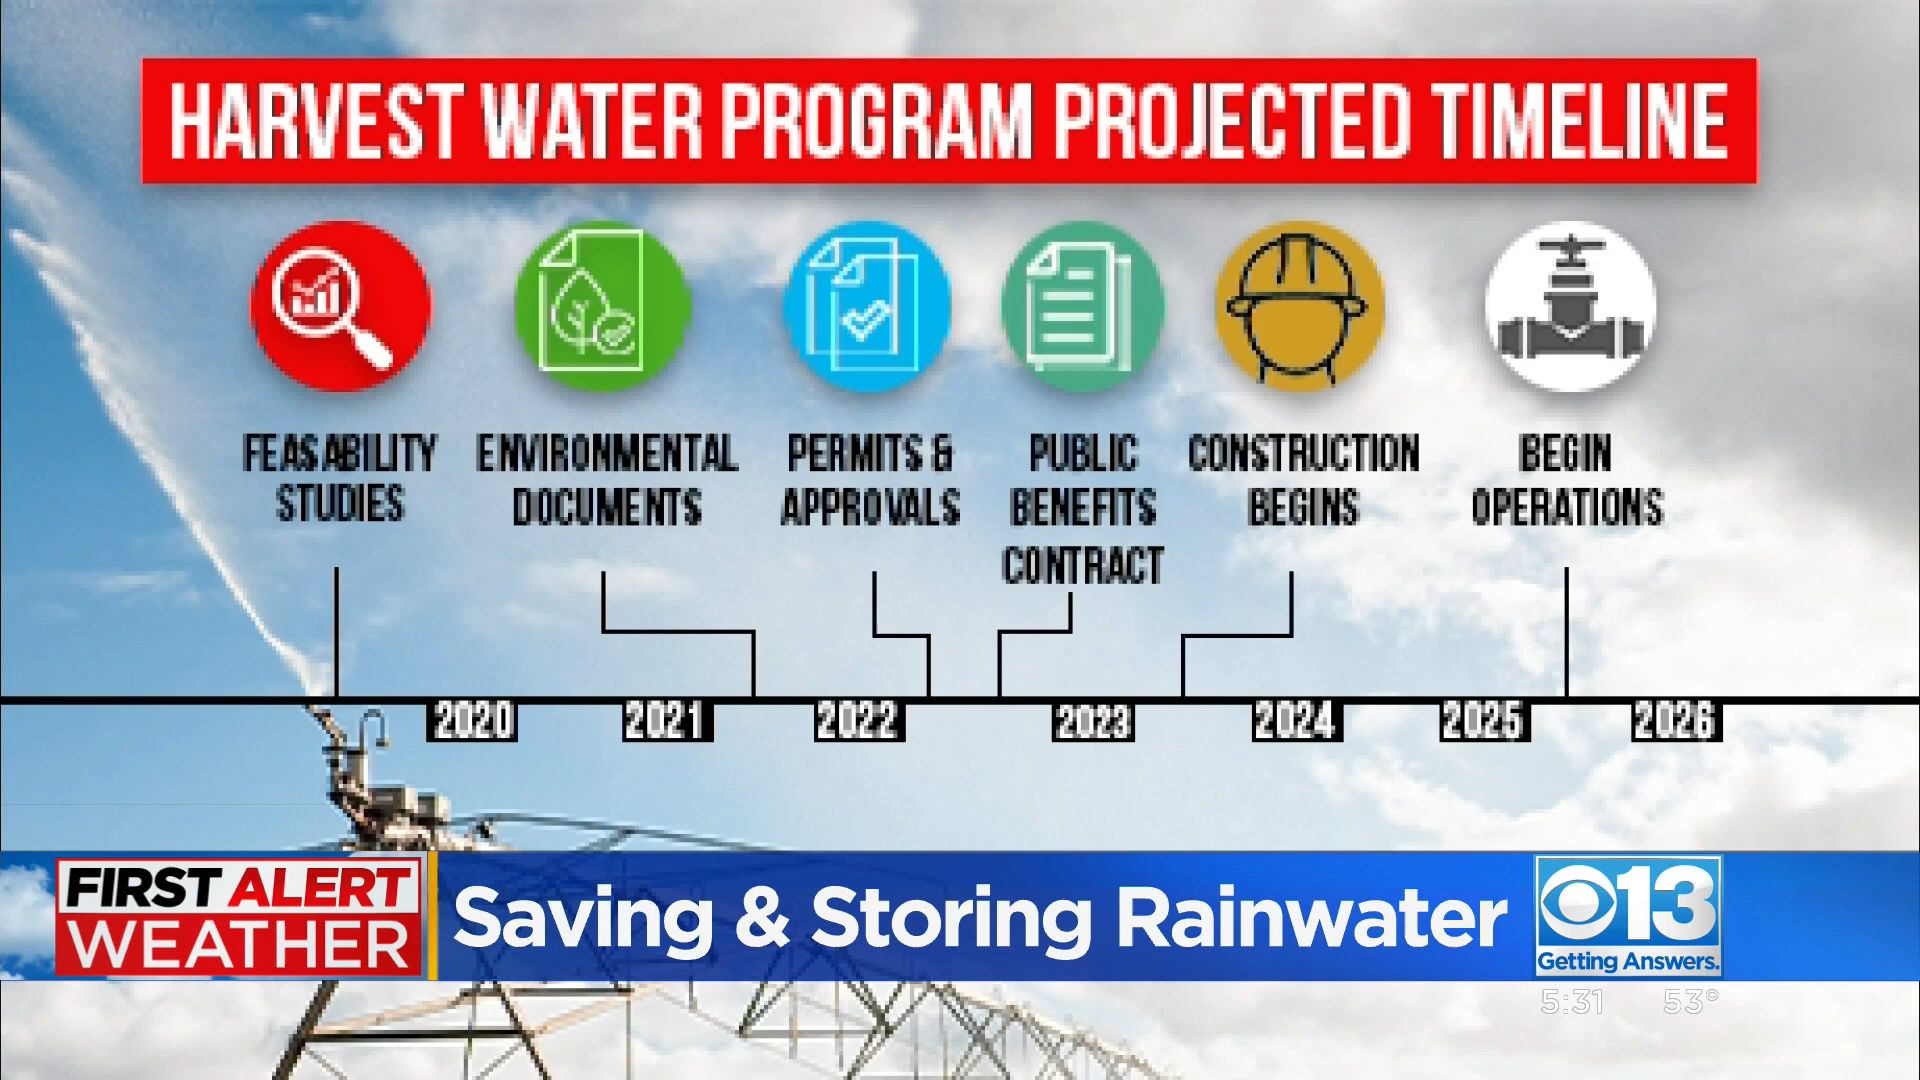 HARVEST WATER PROGRAM PROJECTED TIMELINE
FEASABILITY
STUDIES
ENVIRONMENTAL
DOCUMENTS
PERMITS &
APPROVALS
PUBLIC
BENEFITS
CONTRACT
CONSTRUCTION
BEGINS
BEGIN
OPERATIONS
2020
2021
2022
2023
2024
2025
2026
FIRST ALERT
WEATHER
Saving & Storing Rainwater
13
Getting Answers.
5:31 53°